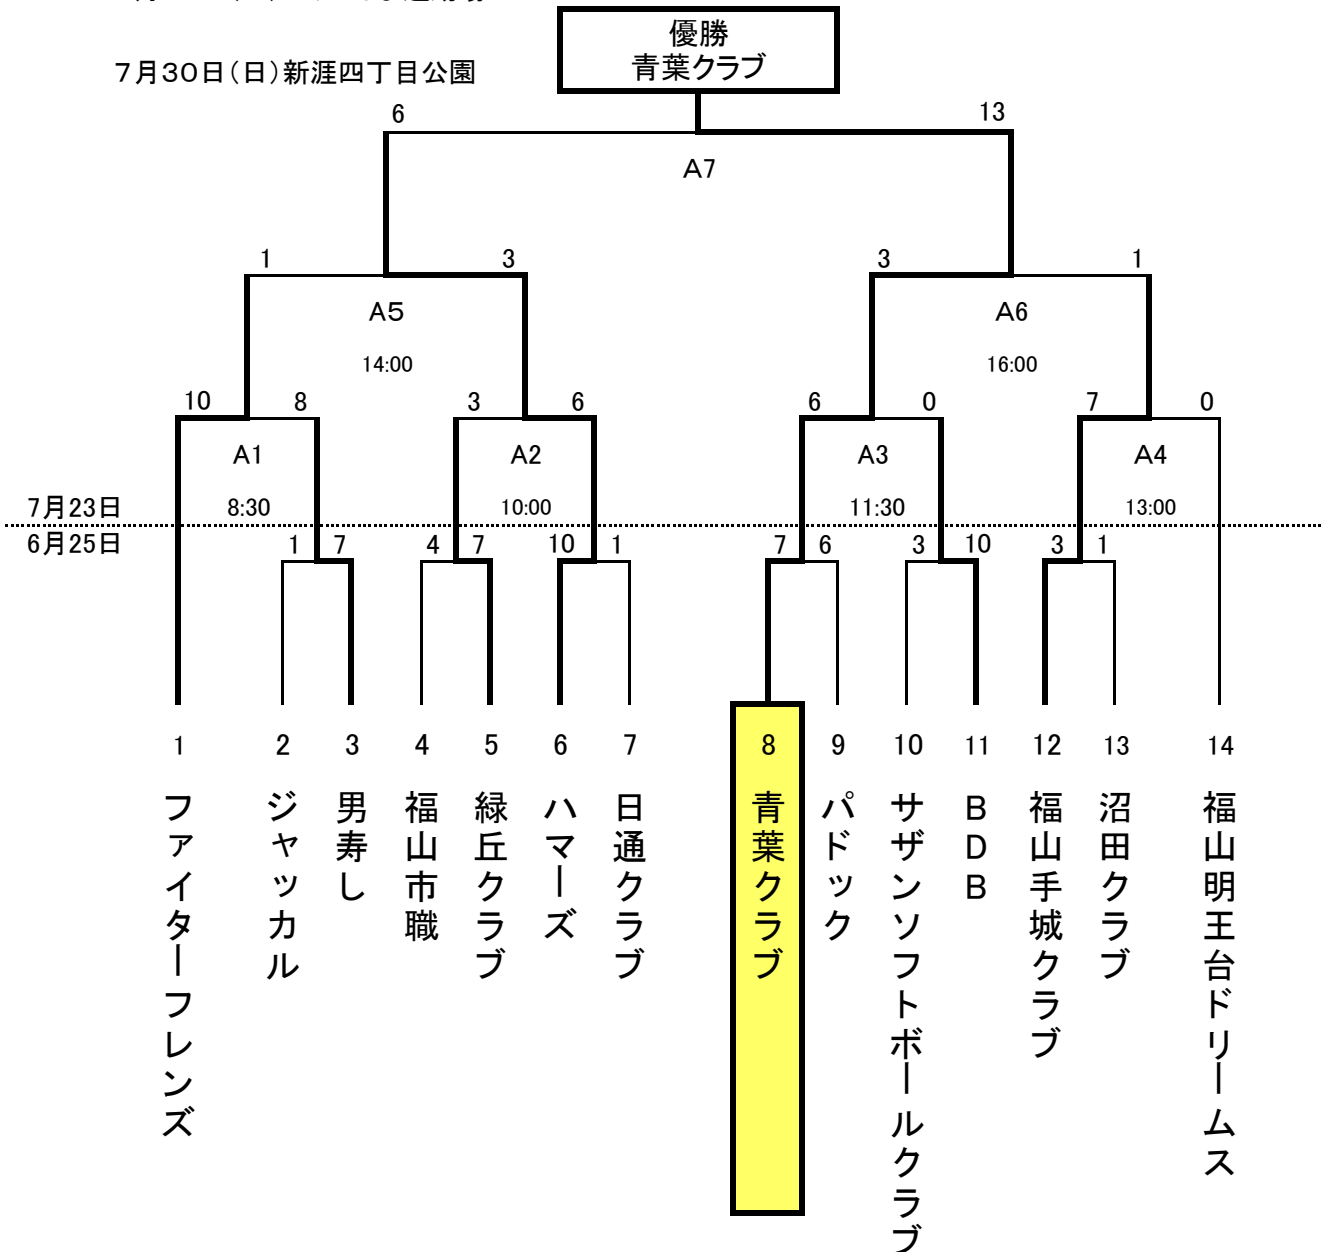 優勝
青葉クラブ
7月30日(日)新涯四丁目公園
6 13
A7
1 3 3 1
A5 A6
14:00 16:00
10 8 3 6 6 0 7 0
A1 A2 A3 A4
7月23日 8:30 10:00 11:30 13:00
6月25日
1 7 4 7 10 1 7 6 3 10 3 1
1 2 3 4 5 6 7 8 9 10 11 12 13 14
ファイターフレンズ
ジャッカル
男寿し
福山市職
緑丘クラブ
ハマーズ
日通クラブ
青葉クラブ
パドック
サザンソフトボールクラブ
BDB
福山手城クラブ
沼田クラブ
福山明王台ドリームス